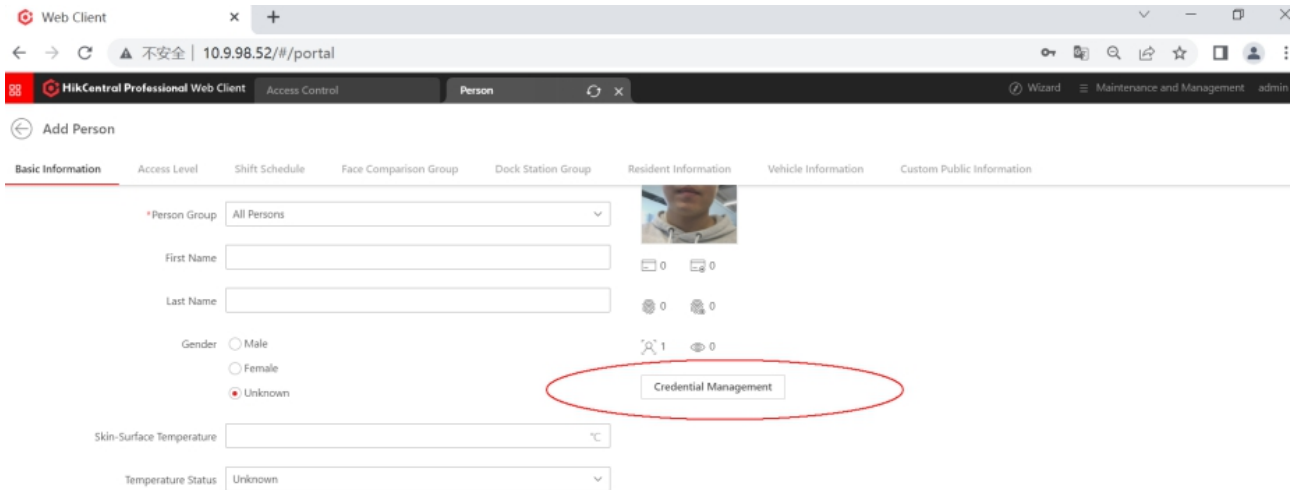 Web Client
不安全 | 10.9.98.52/#/portal
HikCentral Professional Web Client Access Control Person Wizard Maintenance and Management admin
Add Person
Basic Information Access Level Shift Schedule Face Comparison Group Dock Station Group Resident Information Vehicle Information Custom Public Information
*Person Group All Persons
First Name
0 0
Last Name
0 0
Gender Male
1 0
Female
Credential Management
Unknown
Skin-Surface Temperature °C
Temperature Status Unknown